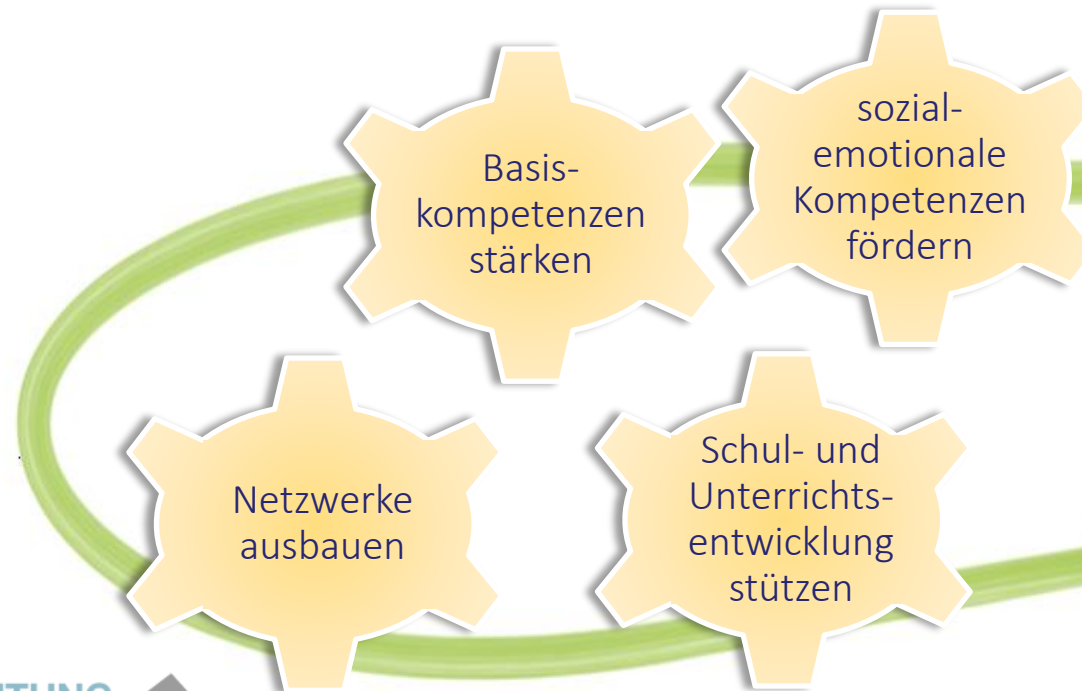 Basis-
kompetenzen
stärken
sozial-
emotionale
Kompetenzen
fördern
Netzwerke
ausbauen
Schul- und
Unterrichts-
entwicklung
stützen